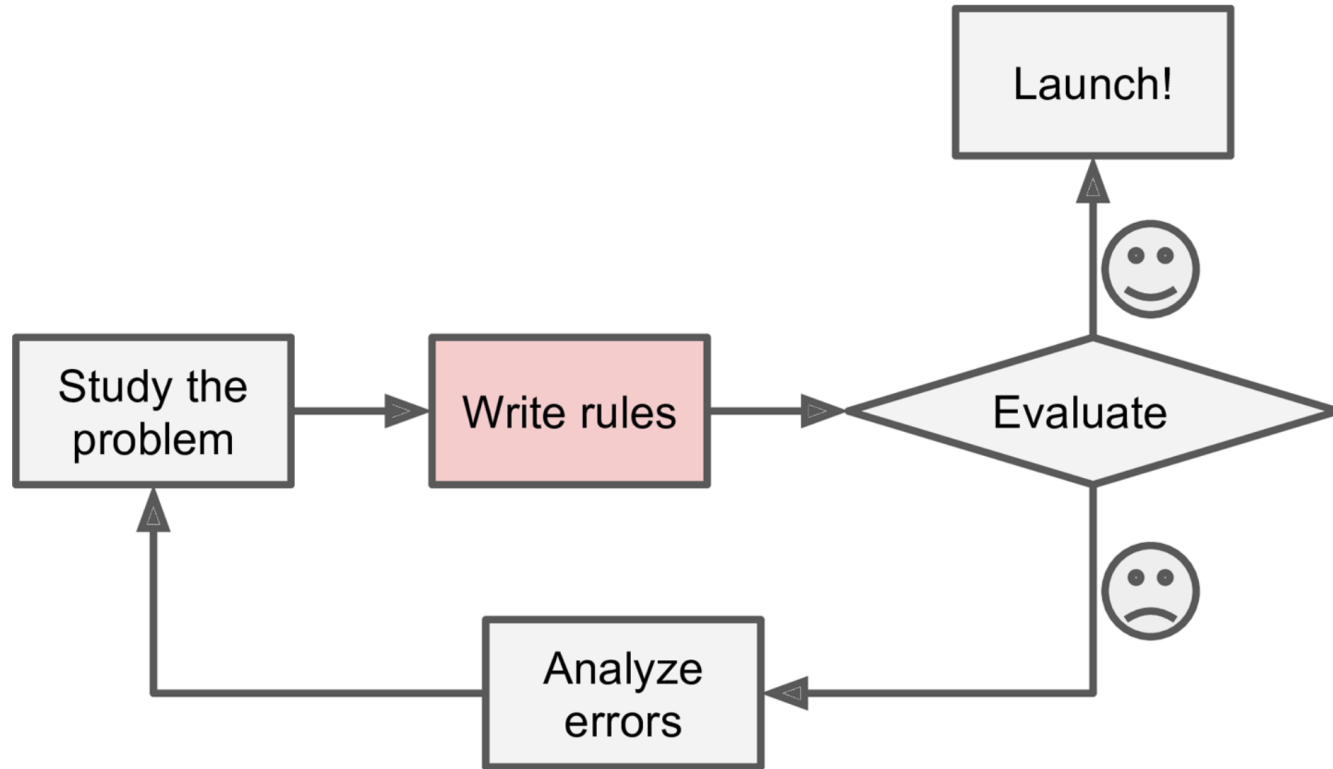 Launch!
Study the
problem
Write rules
Evaluate
Analyze
errors